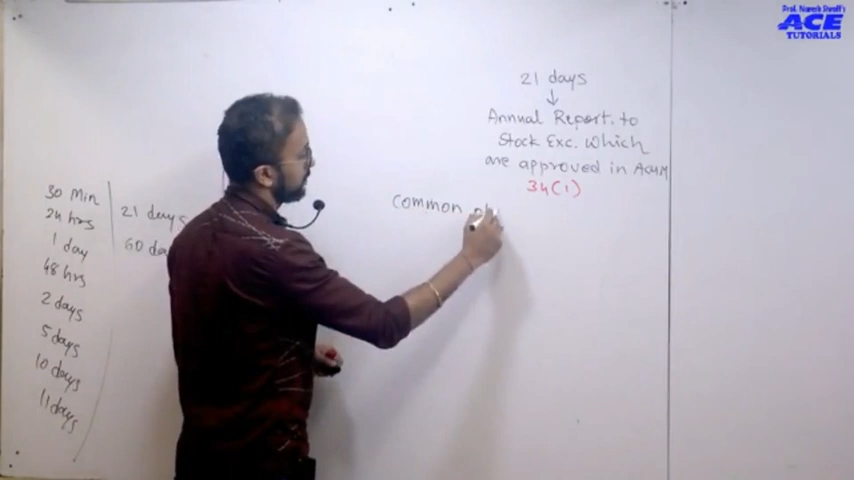 Prof. Naresh Shroff's
ACE
TUTORIALS
21 days
↓
Annual Report. to
Stock Exc. which
are approved in AGM
34(1)
common
30 Min
24 hrs
1 day
48 hrs
2 days
5 days
10 days
11 days
21 days
60